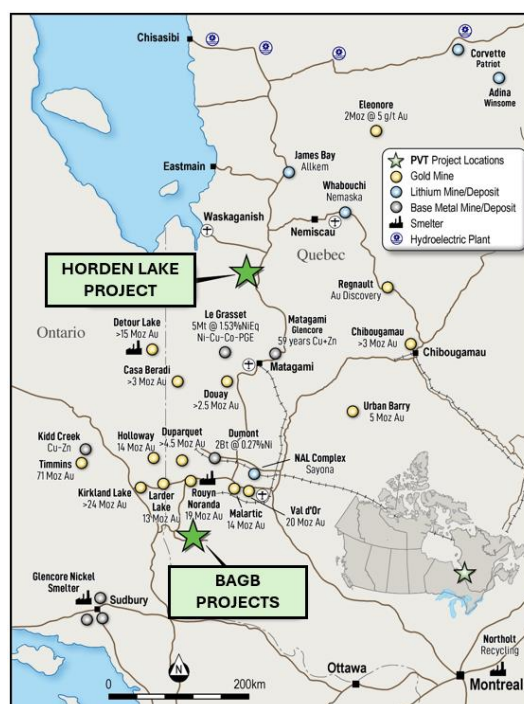 Chisasibi
Corvette
Patriot
Adina
Winsome
Eleonore
2Moz @ 5 g/t Au
PVT Project Locations
Gold Mine
Lithium Mine/Deposit
Base Metal Mine/Deposit
Smelter
Hydroelectric Plant
James Bay
Allkem
Eastmain
Whabouchi
Nemaska
Waskaganish
Nemiscau
Quebec
HORDEN LAKE
PROJECT
Regnault
Au Discovery
Ontario
Detour Lake
>15 Moz Au
Le Grasset
5Mt @ 1.53%NiEq
Ni-Cu-Co-PGE
Matagami
Glencore
59 years Cu+Zn
Chibougamau
>3 Moz Au
Chibougamau
Matagami
Casa Beradi
>3 Moz Au
Douay
>2.5 Moz Au
Urban Barry
5 Moz Au
Kidd Creek
Cu-Zn
Timmins
71 Moz Au
Holloway
14 Moz Au
Duparquet
>4.5 Moz Au
Dumont
2Bt @ 0.27%Ni
NAL Complex
Sayona
Kirkland Lake
>24 Moz Au
Larder
Lake
13 Moz Au
Rouyn
Noranda
19 Moz Au
Malartic
14 Moz Au
Val d'Or
20 Moz Au
BAGB
PROJECTS
Glencore Nickel
Smelter
Sudbury
N
0
200km
Ottawa
Northolt
Recycling
Montreal